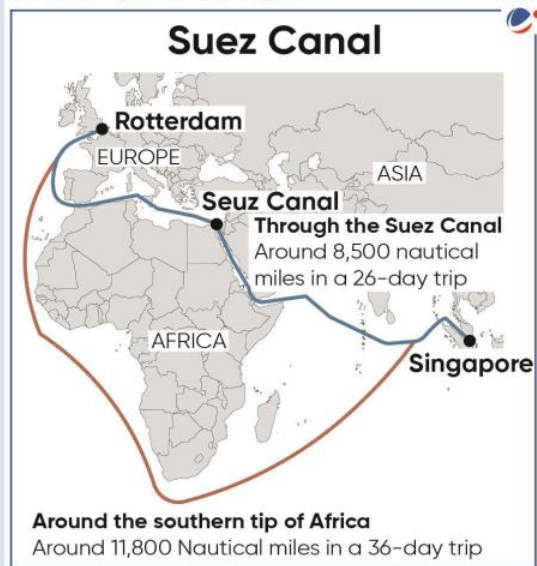 Suez Canal
Rotterdam
EUROPE
ASIA
Seuz Canal
Through the Suez Canal
Around 8,500 nautical
miles in a 26-day trip
AFRICA
Singapore
Around the southern tip of Africa
Around 11,800 Nautical miles in a 36-day trip